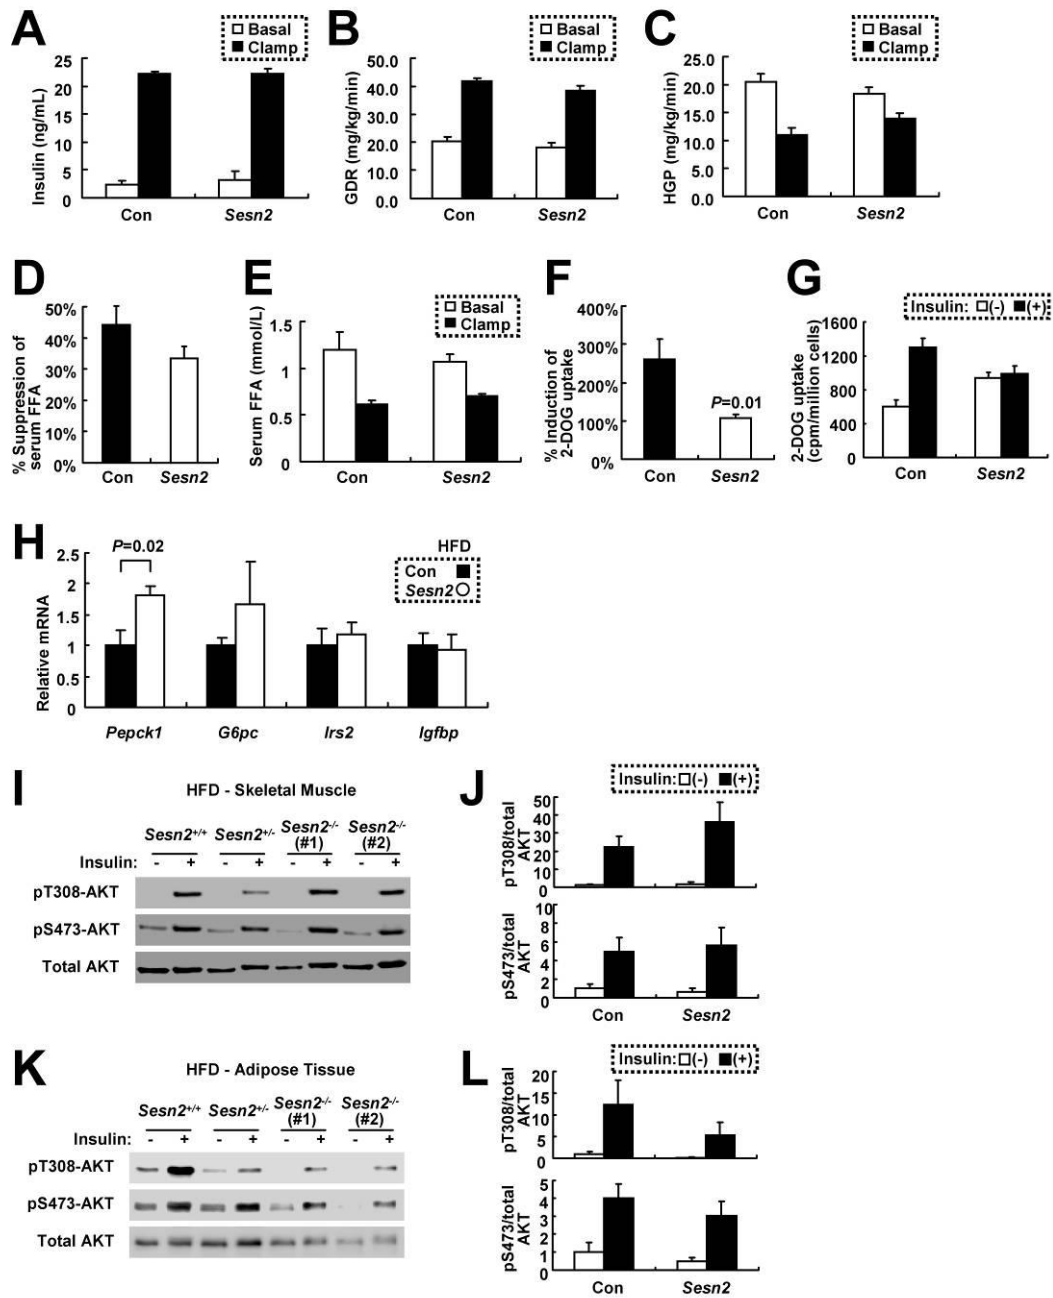 A
Basal
Clamp
Insulin (ng/mL)
25
20
15
10
5
0
Con
Sesn2
B
Basal
Clamp
GDR (mg/kg/min)
50.0
40.0
30.0
20.0
10.0
0.0
Con
Sesn2
C
Basal
Clamp
HGP (mg/kg/min)
25.0
20.0
15.0
10.0
5.0
0.0
Con
Sesn2
D
% Suppression of
serum FFA
50%
40%
30%
20%
10%
0%
Con
Sesn2
E
Basal
Clamp
Serum FFA (mmol/L)
1.5
1
0.5
0
Con
Sesn2
F
% Induction of
2-DOG uptake
400%
300%
200%
100%
0%
P=0.01
Con
Sesn2
G
Insulin: (-) (+)
2-DOG uptake
(cpm/million cells)
1600
1200
800
400
0
Con
Sesn2
H
HFD
Con
Sesn2
P=0.02
Relative mRNA
2.5
2
1.5
1
0.5
0
Pepck1
G6pc
Irs2
Igfbp
I
HFD - Skeletal Muscle
Sesn2+/+ Sesn2+/- Sesn2-/- Sesn2-/-
(#1) (#2)
Insulin: - + - + - + - +
pT308-AKT
pS473-AKT
Total AKT
J
Insulin: (-) (+)
pT308/total
AKT
50
40
30
20
10
0
pS473/total
AKT
10
8
6
4
2
0
Con
Sesn2
K
HFD - Adipose Tissue
Sesn2+/+ Sesn2+/- Sesn2-/- Sesn2-/-
(#1) (#2)
Insulin: - + - + - + - +
pT308-AKT
pS473-AKT
Total AKT
L
Insulin: (-) (+)
pT308/total
AKT
20
15
10
5
0
pS473/total
AKT
5
4
3
2
1
0
Con
Sesn2